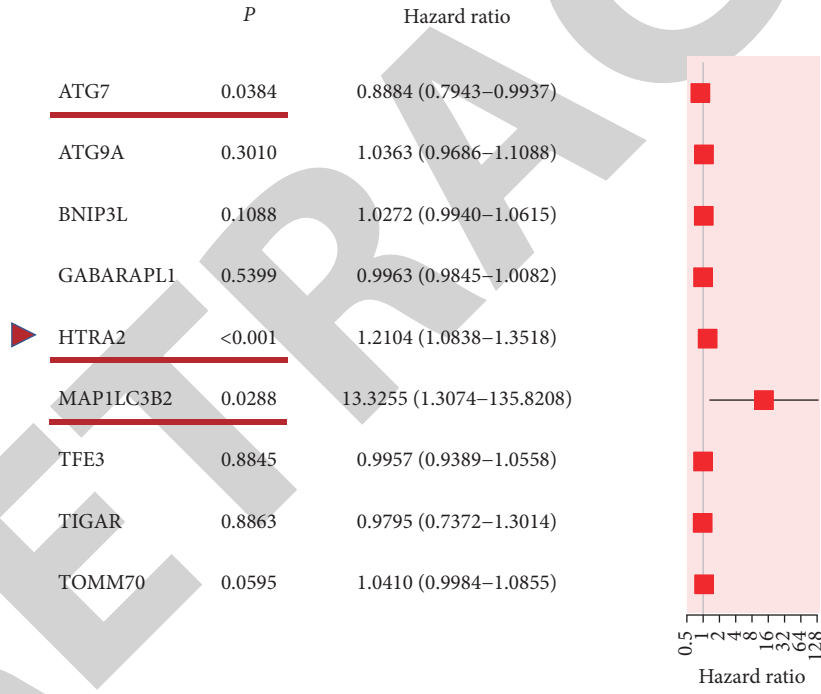 P Hazard ratio
ATG7 0.0384 0.8884 (0.7943−0.9937)
ATG9A 0.3010 1.0363 (0.9686−1.1088)
BNIP3L 0.1088 1.0272 (0.9940−1.0615)
GABARAPL1 0.5399 0.9963 (0.9845−1.0082)
HTRA2 <0.001 1.2104 (1.0838−1.3518)
MAP1LC3B2 0.0288 13.3255 (1.3074−135.8208)
TFE3 0.8845 0.9957 (0.9389−1.0558)
TIGAR 0.8863 0.9795 (0.7372−1.3014)
TOMM70 0.0595 1.0410 (0.9984−1.0855)
0.5 1 2 4 8 16 32 64 128
Hazard ratio
ETRAC